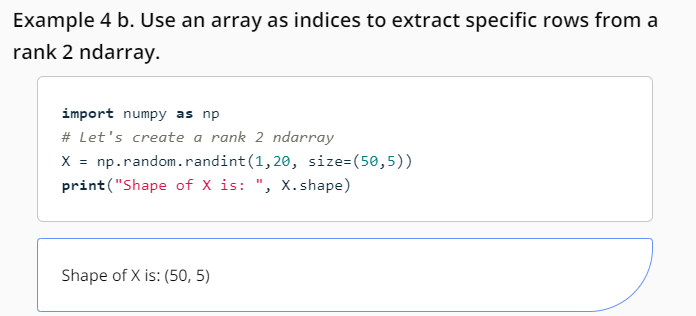 Example 4 b. Use an array as indices to extract specific rows from a
rank 2 ndarray.
import numpy as np
# Let's create a rank 2 ndarray
X = np.random.randint(1,20, size=(50,5))
print("Shape of X is: ", X.shape)
Shape of X is: (50, 5)